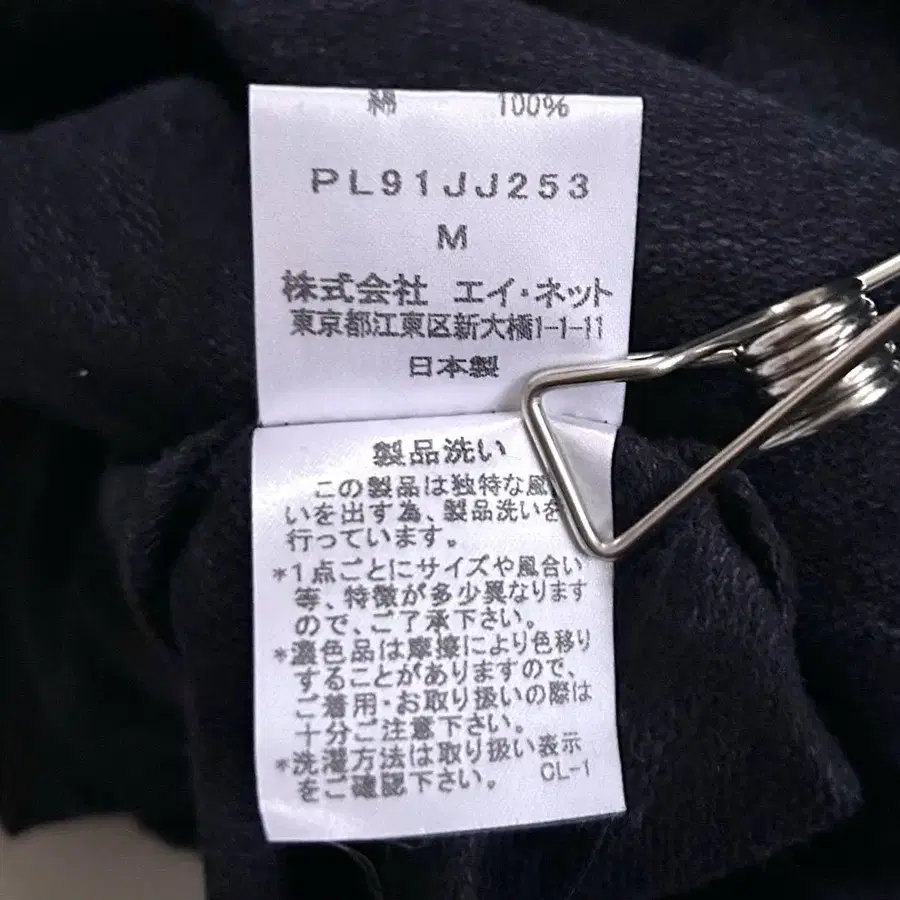 綿 100%
PL91JJ253
M
株式会社 エイ・ネット
東京都江東区新大橋1-1-11
日本製
製品洗い
この製品は独特な風
いを出す為、製品洗いを
行っています。
*1点ごとにサイズや風合い
等、特徴が多少異なります
ので、ご了承下さい。
*濃色品は摩擦により色移り
することがありますので、
ご着用・お取り扱いの際は
十分ご注意下さい。
*洗濯方法は取り扱い表示
をご確認下さい。 CL-1